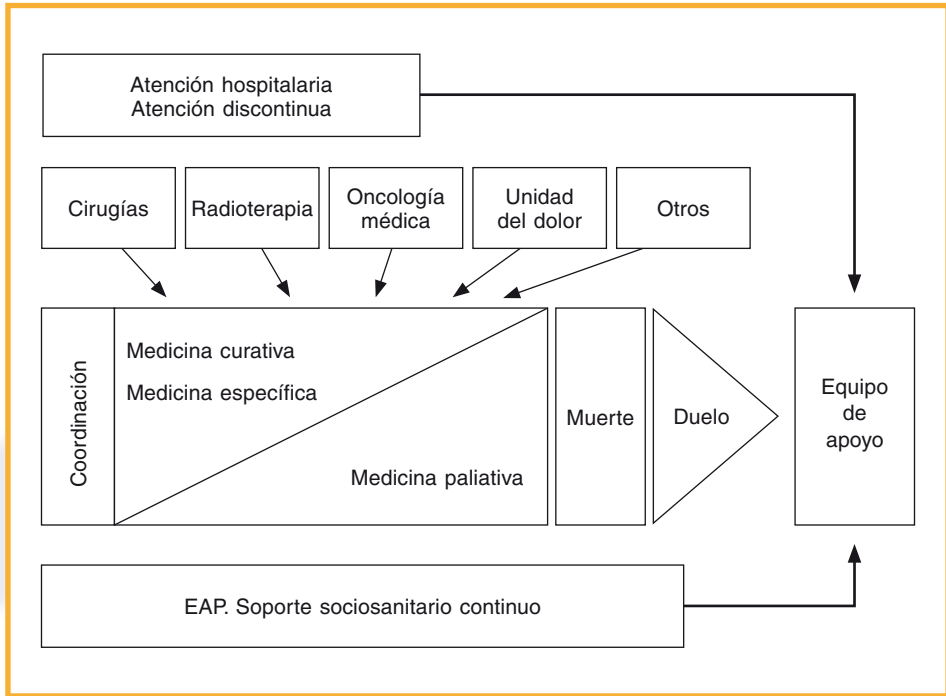 Atención hospitalaria
Atención discontinua
Cirugías
Radioterapia
Oncología
médica
Unidad
del dolor
Otros
Coordinación
Medicina curativa
Medicina específica
Medicina paliativa
Muerte
Duelo
Equipo
de
apoyo
EAP. Soporte sociosanitario continuo